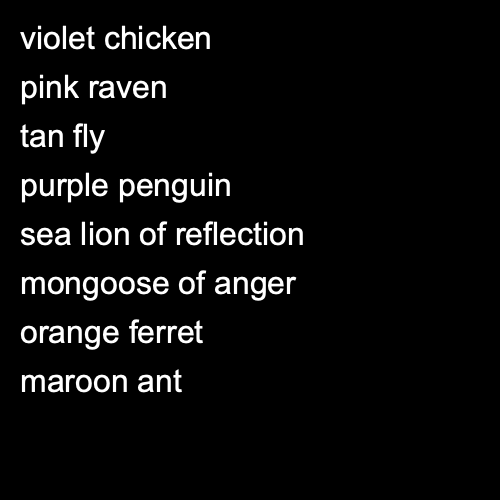 violet chicken
pink raven
tan fly
purple penguin
sea lion of reflection
mongoose of anger
orange ferret
maroon ant